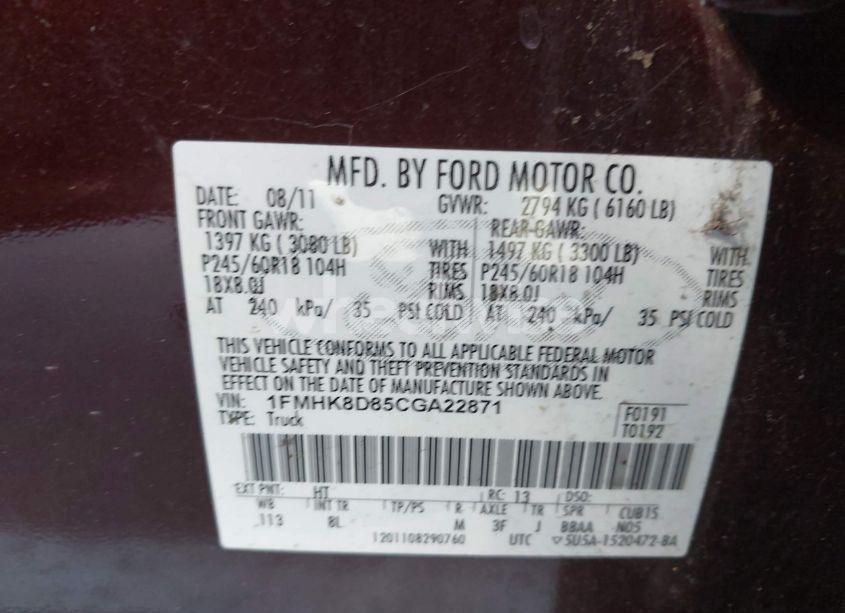 MFD. BY FORD MOTOR CO.
DATE: 08/11 GVWR: 2794 KG ( 6160 LB)
FRONT GAWR: REAR GAWR:
1397 KG ( 3080 LB) WITH 1497 KG ( 3300 LB) WITH
P245/60R18 104H TIRES P245/60R18 104H TIRES
18X8.0J RIMS 18X8.0J RIMS
AT 240 kPa/ 35 PSI COLD AT 240 kPa/ 35 PSI COLD
THIS VEHICLE CONFORMS TO ALL APPLICABLE FEDERAL MOTOR
VEHICLE SAFETY AND THEFT PREVENTION STANDARDS IN
EFFECT ON THE DATE OF MANUFACTURE SHOWN ABOVE.
VIN: 1FMHK8D85CGA22871 F0191
TYPE: Truck T0192
EXT PNT: HT RC: 13 DSO:
WB INT TR TP/PS R AXLE TR SPR CUB15
113 8L M 3F J BBAA N05
1201108290760 UTC 5U5A-1520472-BA